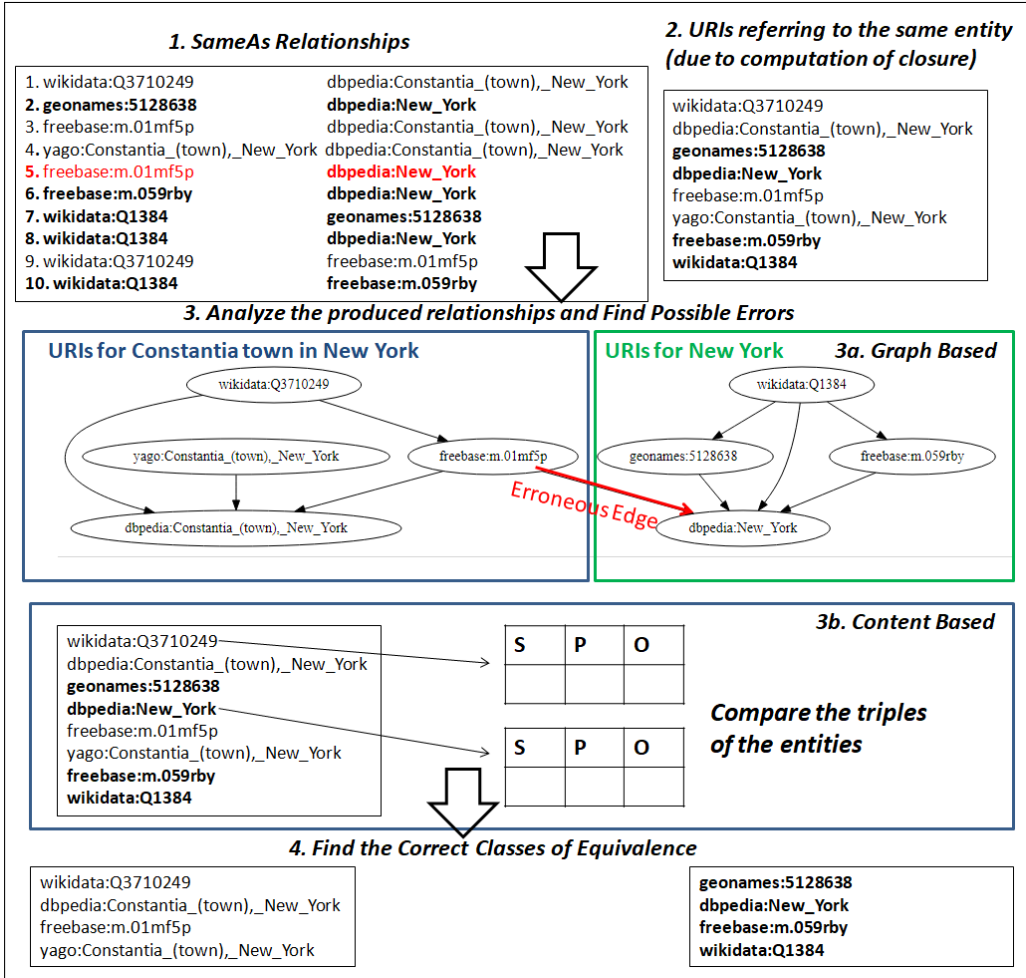 1. SameAs Relationships
2. URIs referring to the same entity
(due to computation of closure)
1. wikidata:Q3710249 dbpedia:Constantia_(town),_New_York
2. geonames:5128638 dbpedia:New_York
3. freebase:m.01mf5p dbpedia:Constantia_(town),_New_York
4. yago:Constantia_(town),_New_York dbpedia:Constantia_(town),_New_York
5. freebase:m.01mf5p dbpedia:New_York
6. freebase:m.059rby dbpedia:New_York
7. wikidata:Q1384 geonames:5128638
8. wikidata:Q1384 dbpedia:New_York
9. wikidata:Q3710249 freebase:m.01mf5p
10. wikidata:Q1384 freebase:m.059rby
wikidata:Q3710249
dbpedia:Constantia_(town),_New_York
geonames:5128638
dbpedia:New_York
freebase:m.01mf5p
yago:Constantia_(town),_New_York
freebase:m.059rby
wikidata:Q1384
3. Analyze the produced relationships and Find Possible Errors
URIs for Constantia town in New York
wikidata:Q3710249
yago:Constantia_(town),_New_York
freebase:m.01mf5p
dbpedia:Constantia_(town),_New_York
Erroneous Edge
URIs for New York
3a. Graph Based
wikidata:Q1384
geonames:5128638
freebase:m.059rby
dbpedia:New_York
3b. Content Based
wikidata:Q3710249
dbpedia:Constantia_(town),_New_York
geonames:5128638
dbpedia:New_York
freebase:m.01mf5p
yago:Constantia_(town),_New_York
freebase:m.059rby
wikidata:Q1384
S P O
S P O
Compare the triples
of the entities
4. Find the Correct Classes of Equivalence
wikidata:Q3710249
dbpedia:Constantia_(town),_New_York
freebase:m.01mf5p
yago:Constantia_(town),_New_York
geonames:5128638
dbpedia:New_York
freebase:m.059rby
wikidata:Q1384